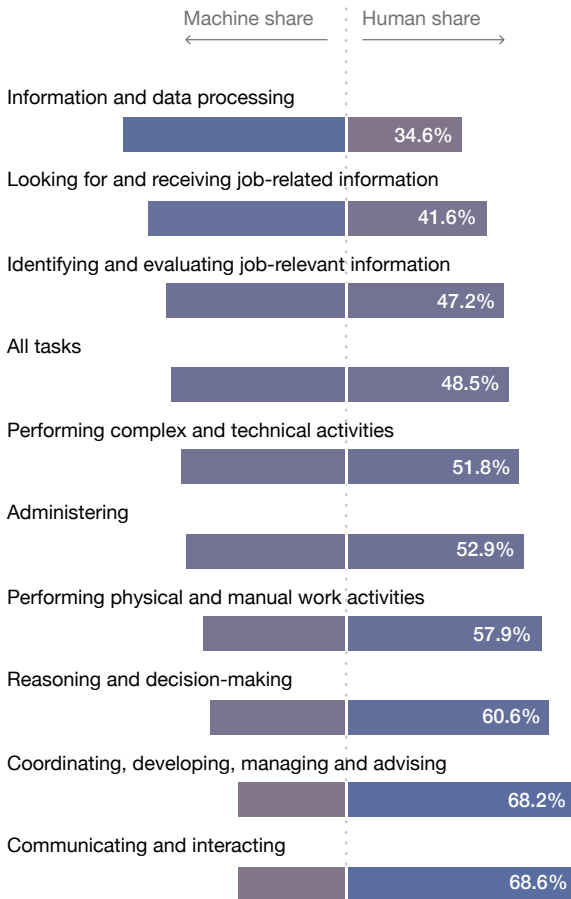 Machine share Human share
Information and data processing
34.6%
Looking for and receiving job-related information
41.6%
Identifying and evaluating job-relevant information
47.2%
All tasks
48.5%
Performing complex and technical activities
51.8%
Administering
52.9%
Performing physical and manual work activities
57.9%
Reasoning and decision-making
60.6%
Coordinating, developing, managing and advising
68.2%
Communicating and interacting
68.6%